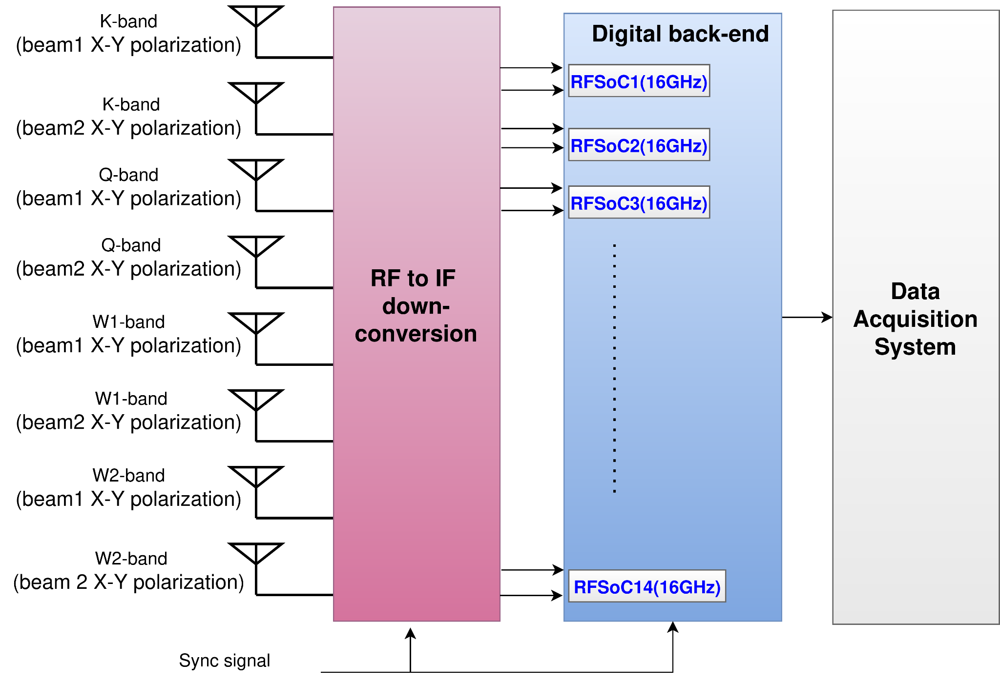 K-band
(beam1 X-Y polarization)
K-band
(beam2 X-Y polarization)
Q-band
(beam1 X-Y polarization)
Q-band
(beam2 X-Y polarization)
W1-band
(beam1 X-Y polarization)
W1-band
(beam2 X-Y polarization)
W2-band
(beam1 X-Y polarization)
W2-band
(beam 2 X-Y polarization)
RF to IF
down-
conversion
Digital back-end
RFSoC1(16GHz)
RFSoC2(16GHz)
RFSoC3(16GHz)
RFSoC14(16GHz)
Data
Acquisition
System
Sync signal